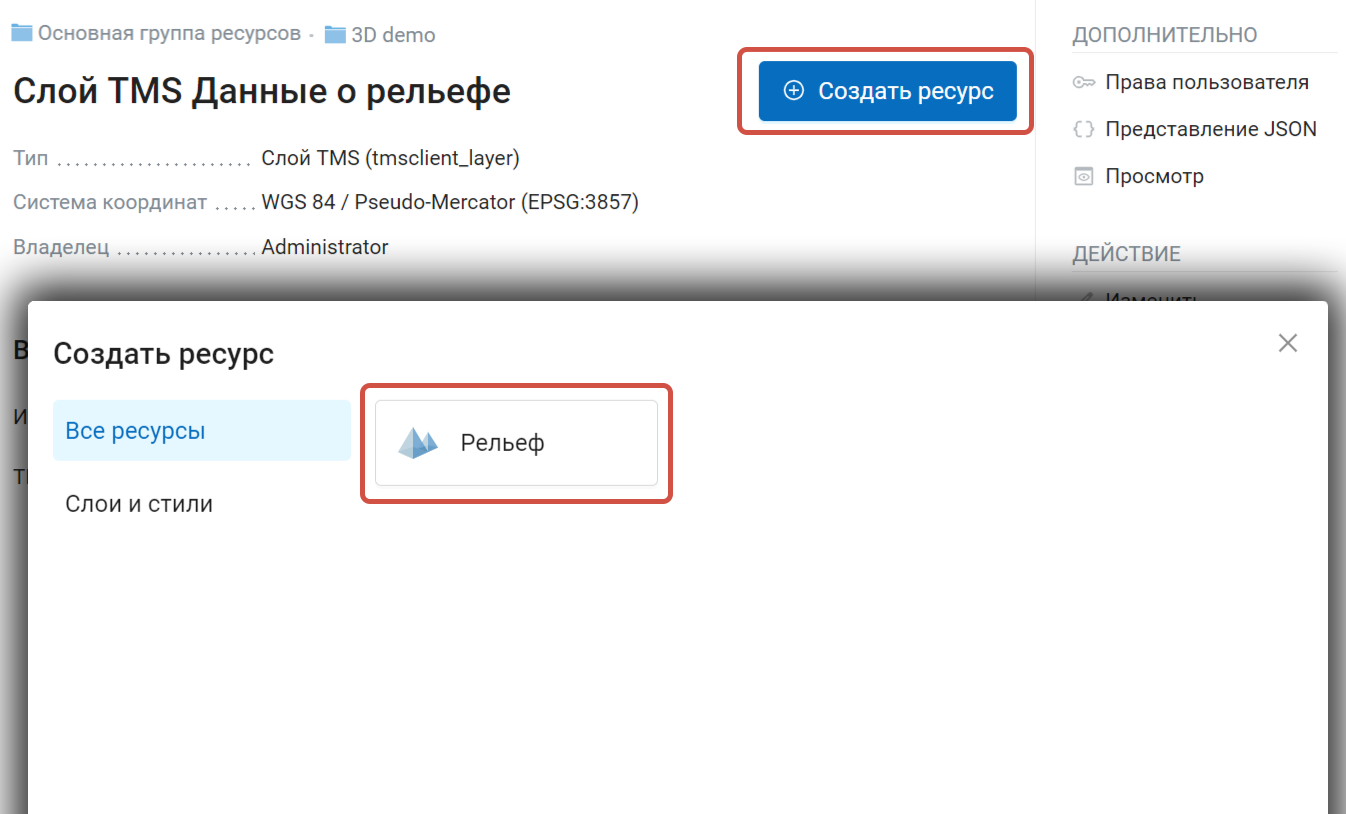 Основная группа ресурсов · 3D demo
Слой TMS Данные о рельефе
Создать ресурс
Тип ..................... Слой TMS (tmsclient_layer)
Система координат ..... WGS 84 / Pseudo-Mercator (EPSG:3857)
Владелец ............... Administrator
ДОПОЛНИТЕЛЬНО
Права пользователя
Представление JSON
Просмотр
ДЕЙСТВИЕ
Изменить
Создать ресурс
Все ресурсы
Слои и стили
Рельеф